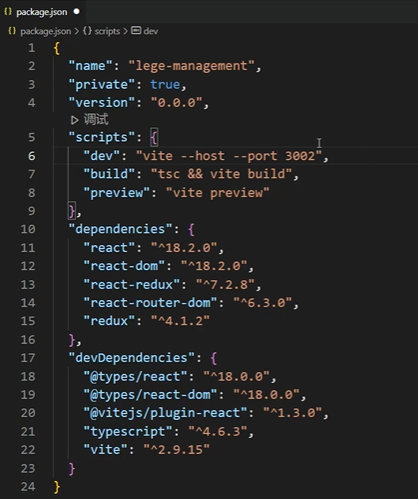 {} package.json ●
{} package.json > {} scripts > dev
1 {
2 "name": "lege-management",
3 "private": true,
4 "version": "0.0.0",
▷ 调试
5 "scripts": {
6 "dev": "vite --host --port 3002",
7 "build": "tsc && vite build",
8 "preview": "vite preview"
9 },
10 "dependencies": {
11 "react": "^18.2.0",
12 "react-dom": "^18.2.0",
13 "react-redux": "^7.2.8",
14 "react-router-dom": "^6.3.0",
15 "redux": "^4.1.2"
16 },
17 "devDependencies": {
18 "@types/react": "^18.0.0",
19 "@types/react-dom": "^18.0.0",
20 "@vitejs/plugin-react": "^1.3.0",
21 "typescript": "^4.6.3",
22 "vite": "^2.9.15"
23 }
24 }